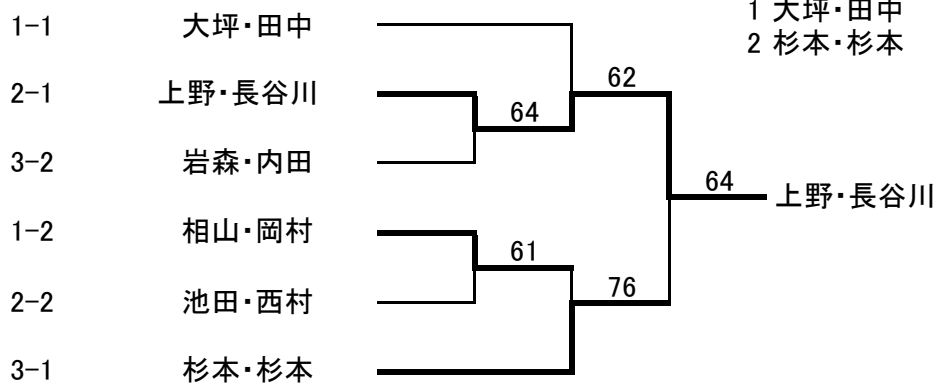 1 大坪・田中
2 杉本・杉本
1-1 大坪・田中
62
2-1 上野・長谷川
64
3-2 岩森・内田
64
上野・長谷川
1-2 相山・岡村
61
76
2-2 池田・西村
3-1 杉本・杉本